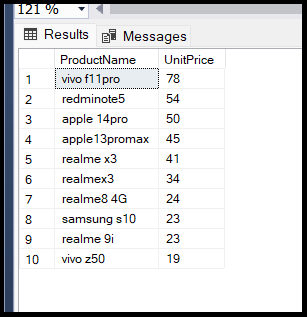 121 %
Results Messages
ProductName UnitPrice
1 vivo f11pro 78
2 redminote5 54
3 apple 14pro 50
4 apple13promax 45
5 realme x3 41
6 realmex3 34
7 realme8 4G 24
8 samsung s10 23
9 realme 9i 23
10 vivo z50 19